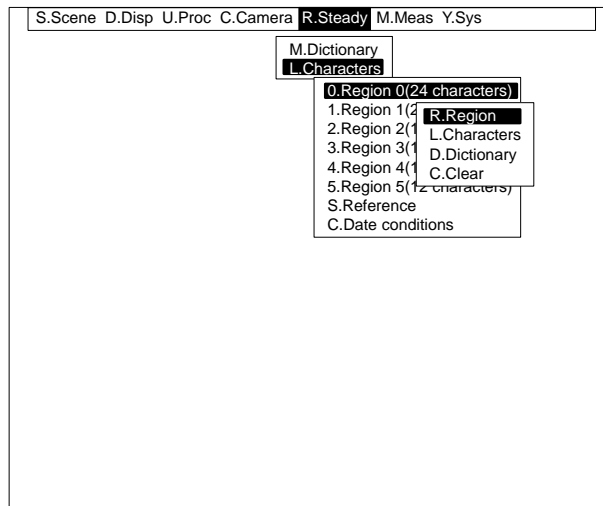 S.Scene D.Disp U.Proc C.Camera R.Steady M.Meas Y.Sys
M.Dictionary
L.Characters
0.Region 0(24 characters)
1.Region 1(2
2.Region 2(1
3.Region 3(1
4.Region 4(1
5.Region 5(12 characters)
S.Reference
C.Date conditions
R.Region
L.Characters
D.Dictionary
C.Clear